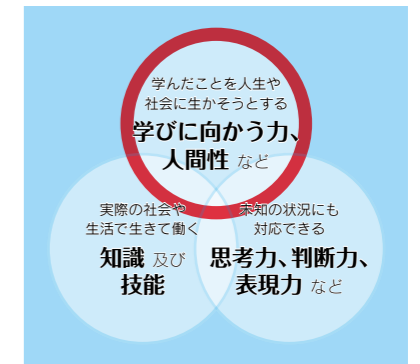 学んだことを人生や
社会に生かそうとする
学びに向かう力、
人間性 など
実際の社会や
生活で生きて働く
知識 及び
技能
未知の状況にも
対応できる
思考力、判断力、
表現力 など